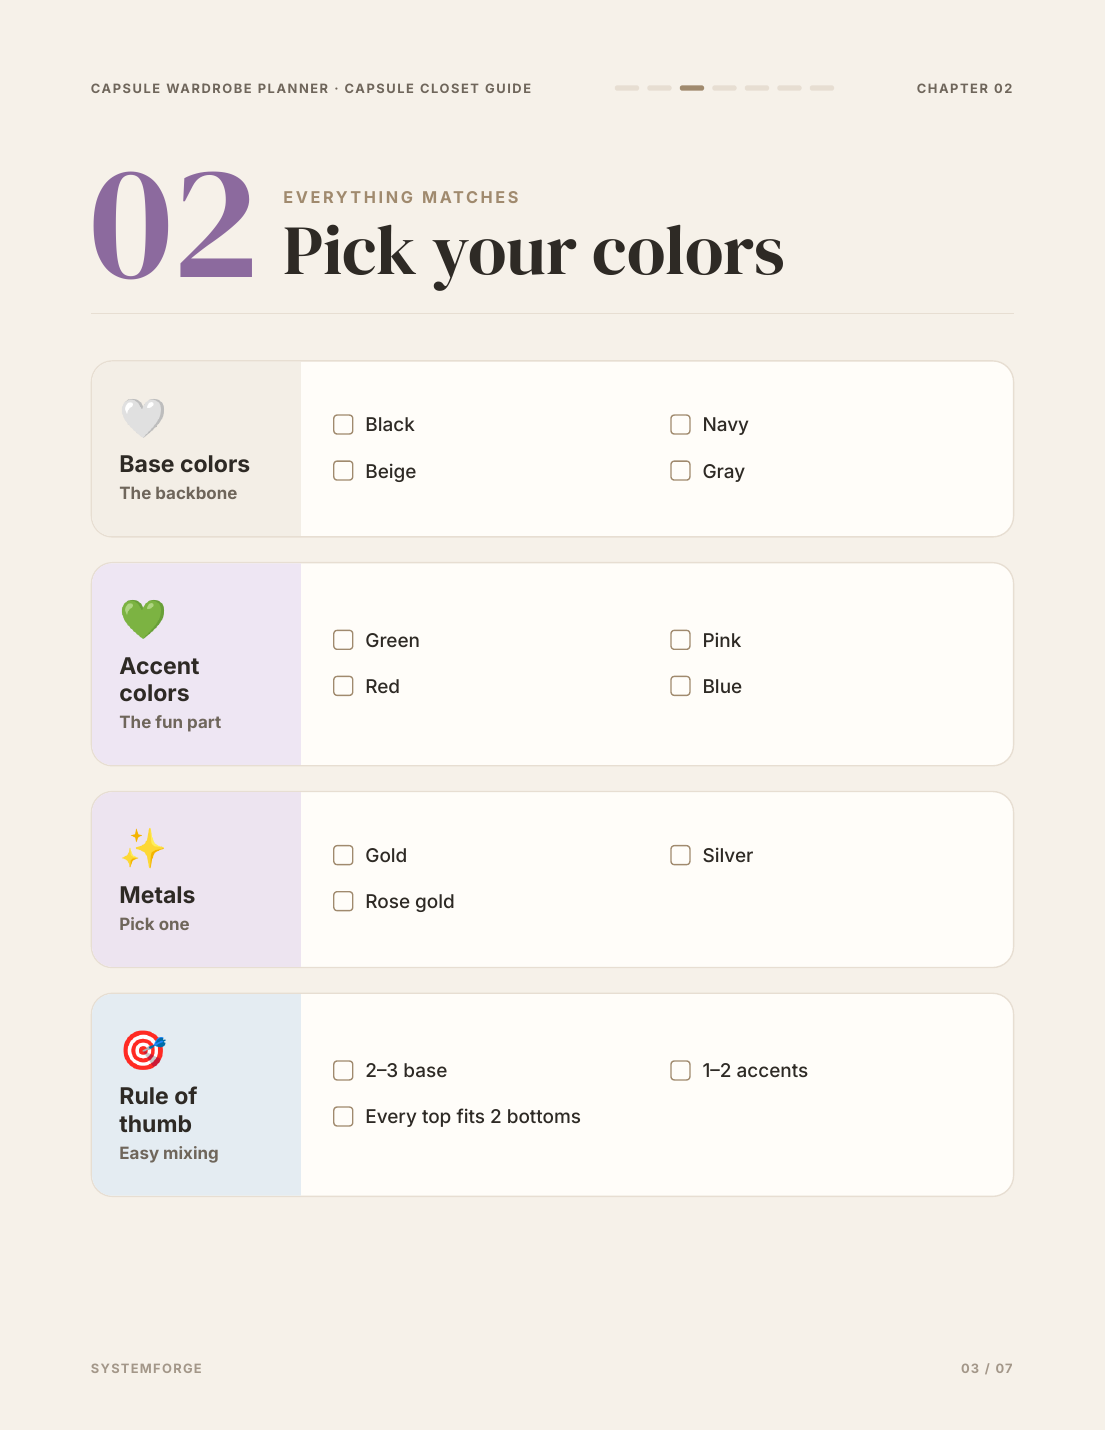 CAPSULE WARDROBE PLANNER · CAPSULE CLOSET GUIDE
CHAPTER 02
02
EVERYTHING MATCHES
Pick your colors
Base colors
The backbone
Black
Navy
Beige
Gray
Accent
colors
The fun part
Green
Pink
Red
Blue
Metals
Pick one
Gold
Silver
Rose gold
Rule of
thumb
Easy mixing
2–3 base
1–2 accents
Every top fits 2 bottoms
SYSTEMFORGE
03 / 07